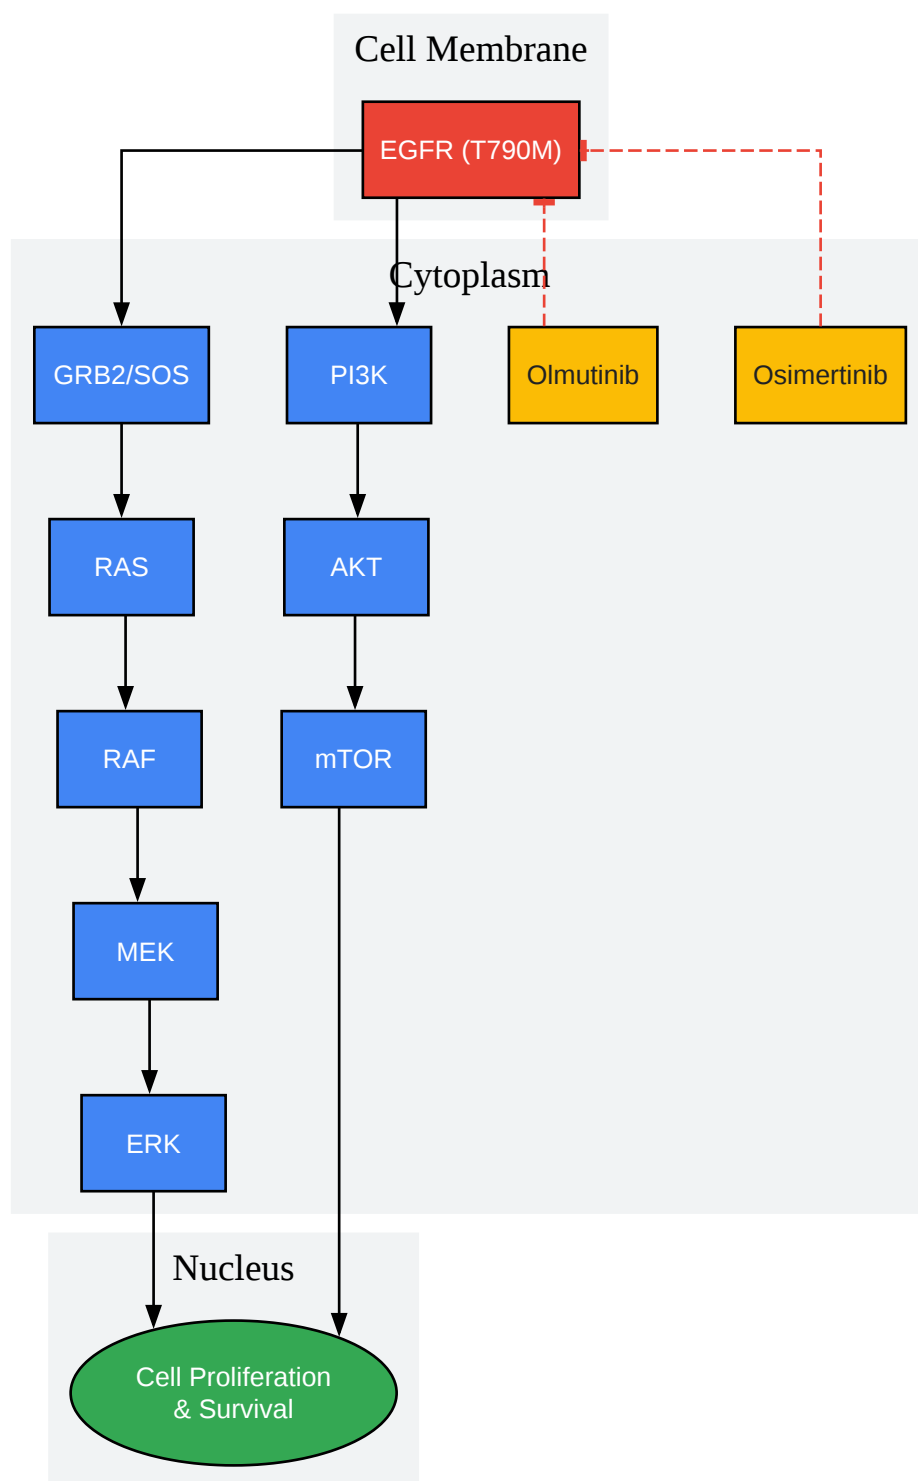 Cell Membrane
EGFR (T790M)
Cytoplasm
GRB2/SOS
PI3K
Olmutinib
Osimertinib
RAS
AKT
RAF
mTOR
MEK
ERK
Nucleus
Cell Proliferation
& Survival